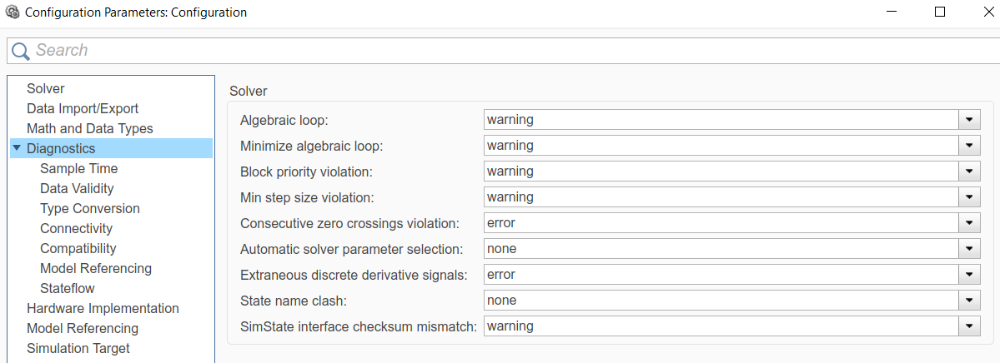 Configuration Parameters: Configuration
Search
Solver
Data Import/Export
Math and Data Types
Diagnostics
Sample Time
Data Validity
Type Conversion
Connectivity
Compatibility
Model Referencing
Stateflow
Hardware Implementation
Model Referencing
Simulation Target
Solver
Algebraic loop: warning
Minimize algebraic loop: warning
Block priority violation: warning
Min step size violation: warning
Consecutive zero crossings violation: error
Automatic solver parameter selection: none
Extraneous discrete derivative signals: error
State name clash: none
SimState interface checksum mismatch: warning